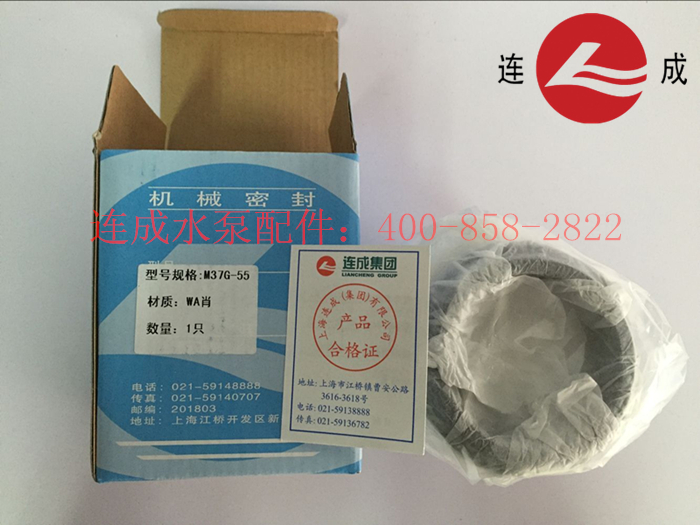 连 成
机械密封
连成水泵配件：400-858-2822
型号规格:M37G-55
材质：WA肖
数量：1只
电话：021-59148888
传真：021-59140707
邮编：201803
地址：上海江桥开发区新
连成集团
LIANCHENG GROUP
上海连成(集团)有限公司
产品
合格证
地址:上海市江桥镇曹安公路
3616-3618号
电话:021-59138888
传真:021-59136782